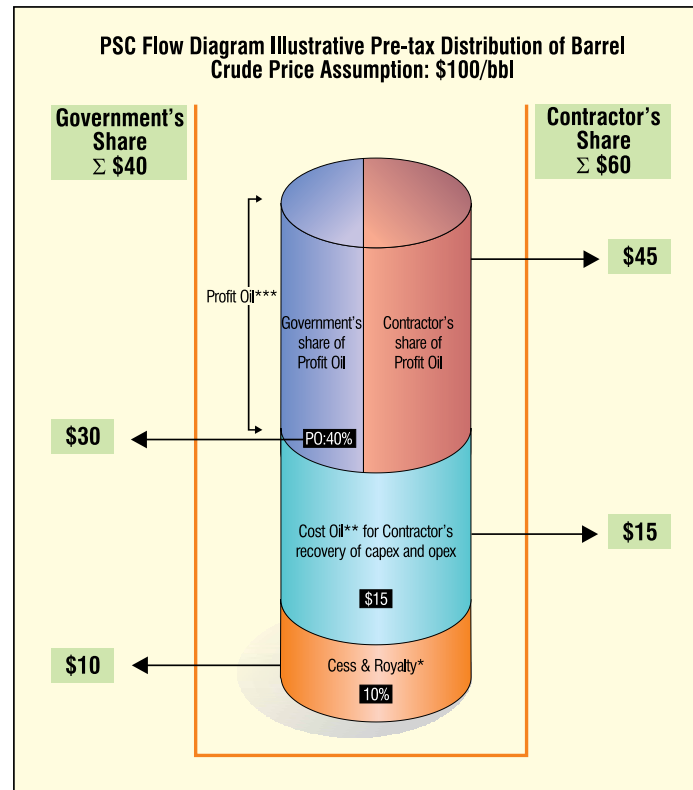 PSC Flow Diagram Illustrative Pre-tax Distribution of Barrel
Crude Price Assumption: $100/bbl
Government's
Share
Σ $40
Contractor's
Share
Σ $60
$45
Profit Oil***
Government's
share of
Profit Oil
Contractor's
share of
Profit Oil
$30
PO:40%
Cost Oil** for Contractor's
recovery of capex and opex
$15
$15
$10
Cess & Royalty*
10%